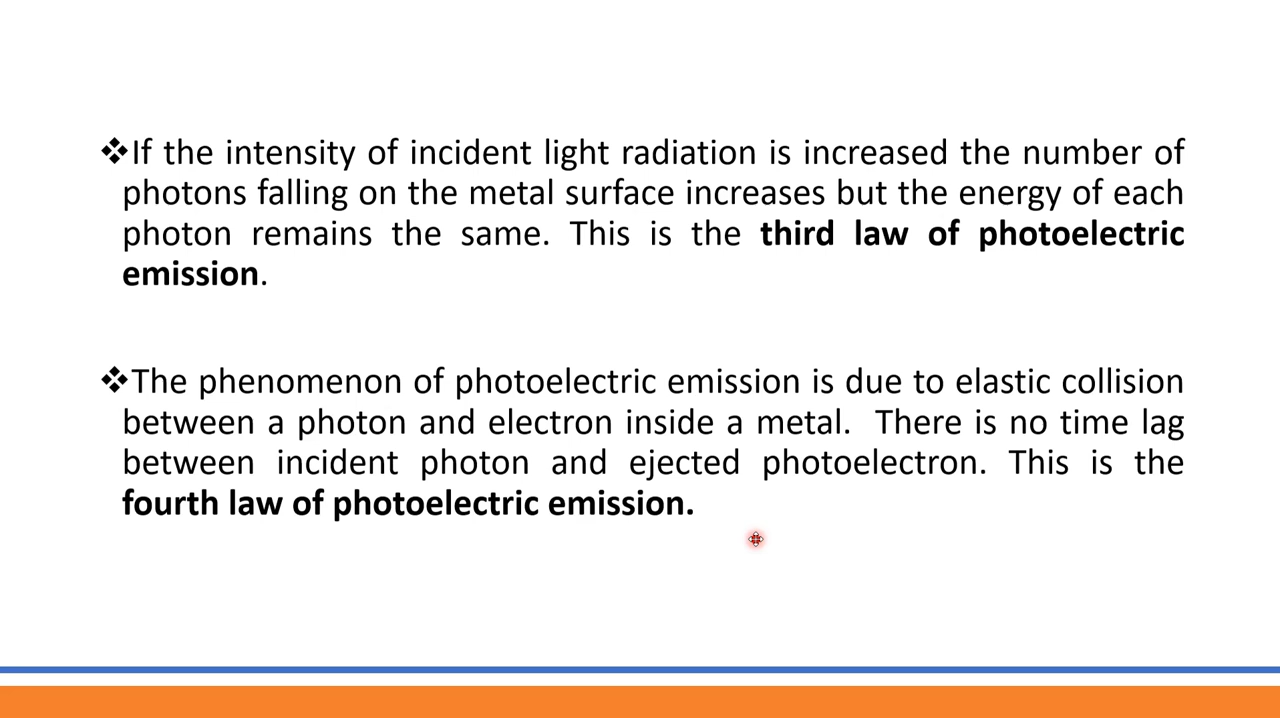 ❖If the intensity of incident light radiation is increased the number of
photons falling on the metal surface increases but the energy of each
photon remains the same. This is the third law of photoelectric
emission.
❖The phenomenon of photoelectric emission is due to elastic collision
between a photon and electron inside a metal.  There is no time lag
between incident photon and ejected photoelectron. This is the
fourth law of photoelectric emission.